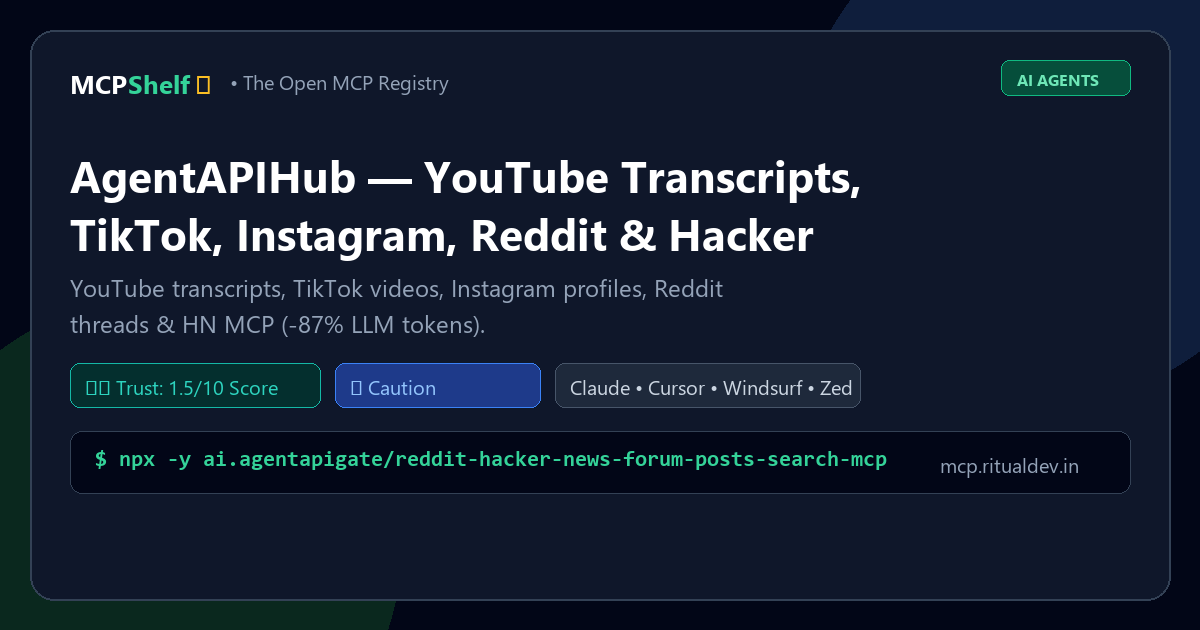 MCPShelf • The Open MCP Registry
AI AGENTS
AgentAPIHub — YouTube Transcripts,
TikTok, Instagram, Reddit & Hacker
YouTube transcripts, TikTok videos, Instagram profiles, Reddit
threads & HN MCP (-87% LLM tokens).
Trust: 1.5/10 Score
Caution
Claude • Cursor • Windsurf • Zed
$ npx -y ai.agentapigate/reddit-hacker-news-forum-posts-search-mcp
mcp.ritualdev.in